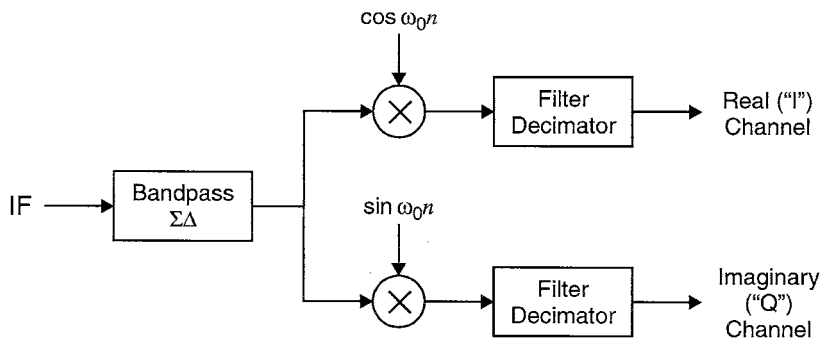 cos ω₀n
Filter
Decimator
Real (“I”)
Channel
IF
Bandpass
ΣΔ
sin ω₀n
Filter
Decimator
Imaginary
(“Q”)
Channel